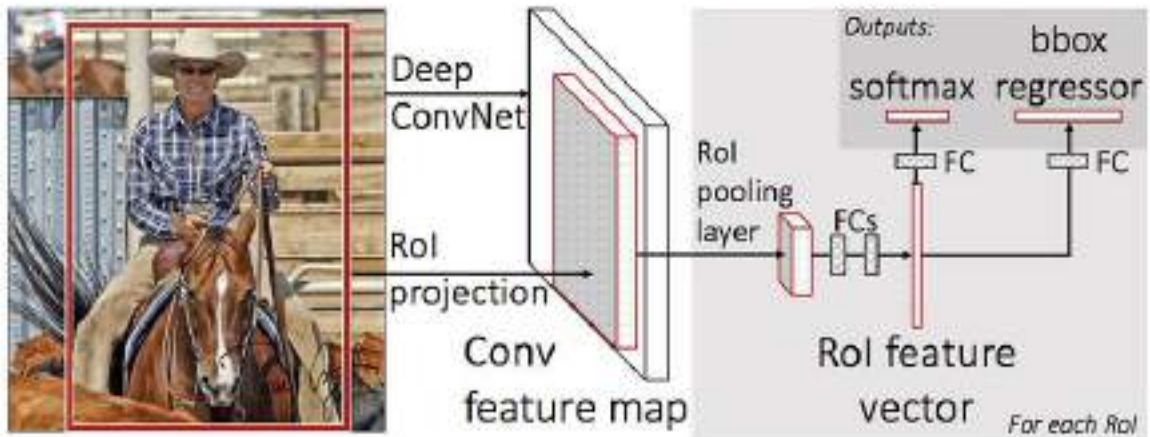 Deep
ConvNet
RoI
projection
Conv
feature map
RoI
pooling
layer
FCs
RoI feature
vector
For each RoI
Outputs:
softmax
bbox
regressor
FC
FC